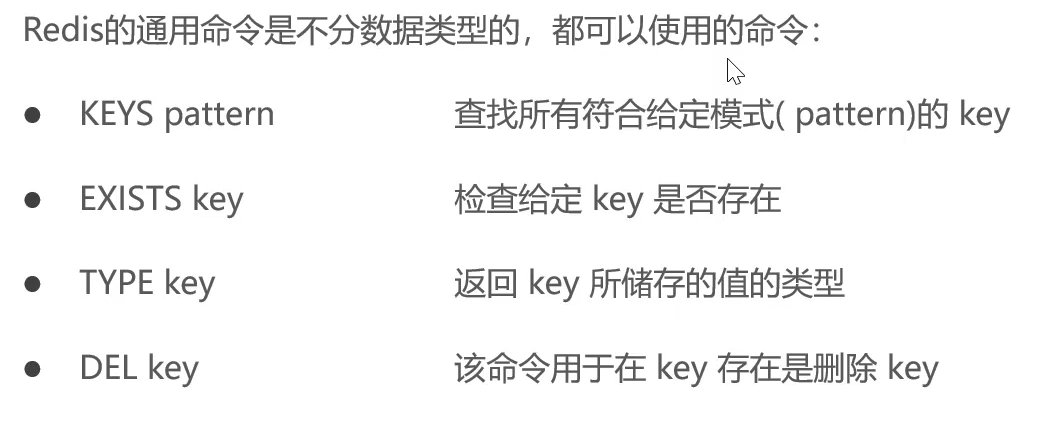 Redis的通用命令是不分数据类型的，都可以使用的命令：
● KEYS pattern 查找所有符合给定模式( pattern)的 key
● EXISTS key 检查给定 key 是否存在
● TYPE key 返回 key 所储存的值的类型
● DEL key 该命令用于在 key 存在是删除 key